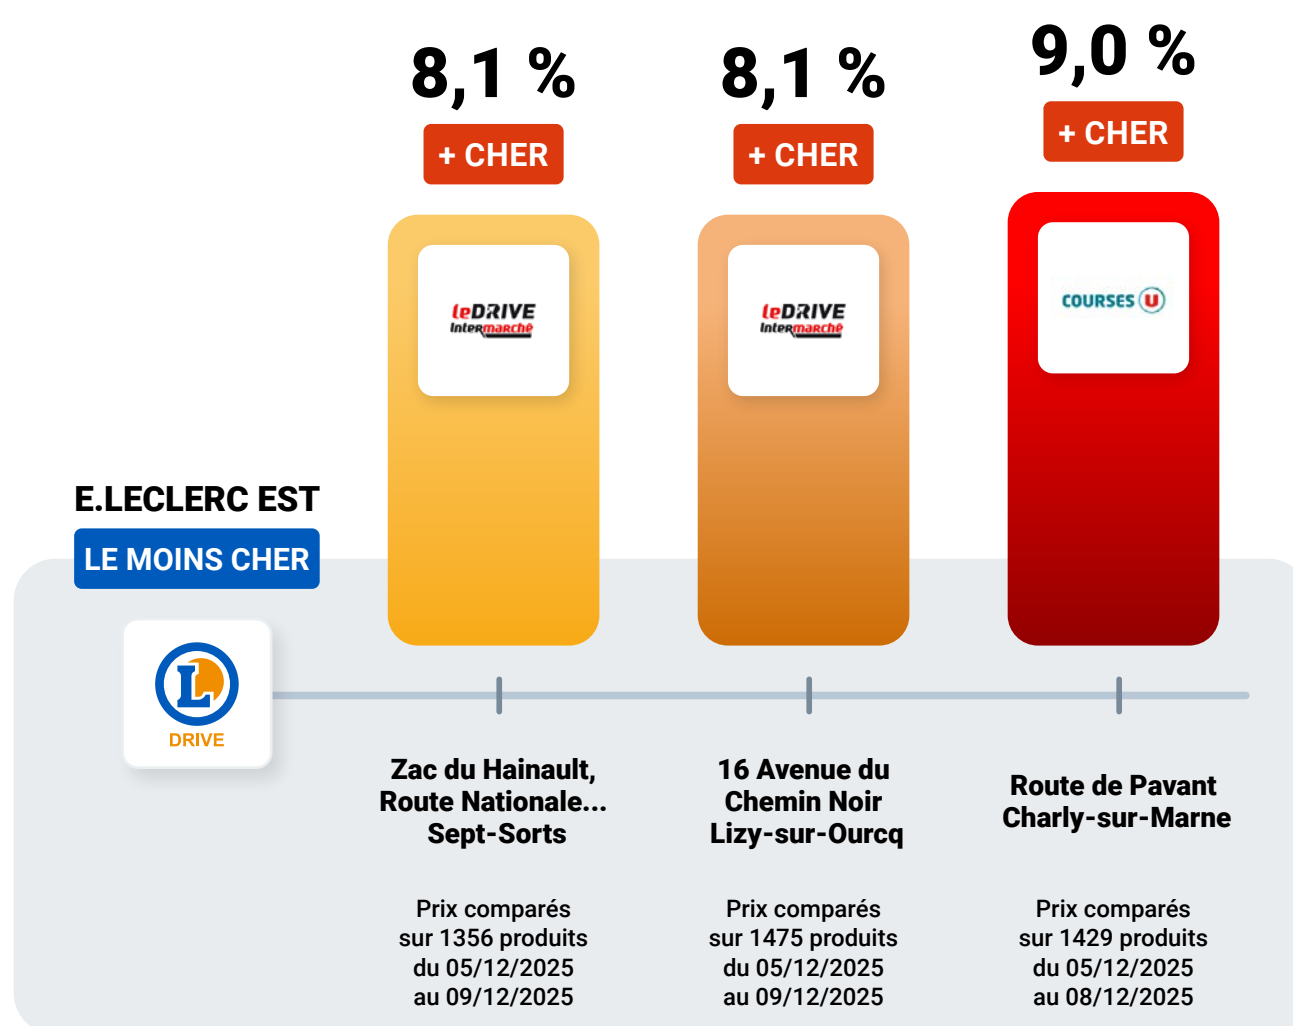 8,1 %
+ CHER
8,1 %
+ CHER
9,0 %
+ CHER
leDRIVE
Intermarché
leDRIVE
Intermarché
COURSES U
E.LECLERC EST
LE MOINS CHER
L
DRIVE
Zac du Hainault,
Route Nationale...
Sept-Sorts
Prix comparés
sur 1356 produits
du 05/12/2025
au 09/12/2025
16 Avenue du
Chemin Noir
Lizy-sur-Ourcq
Prix comparés
sur 1475 produits
du 05/12/2025
au 09/12/2025
Route de Pavant
Charly-sur-Marne
Prix comparés
sur 1429 produits
du 05/12/2025
au 08/12/2025